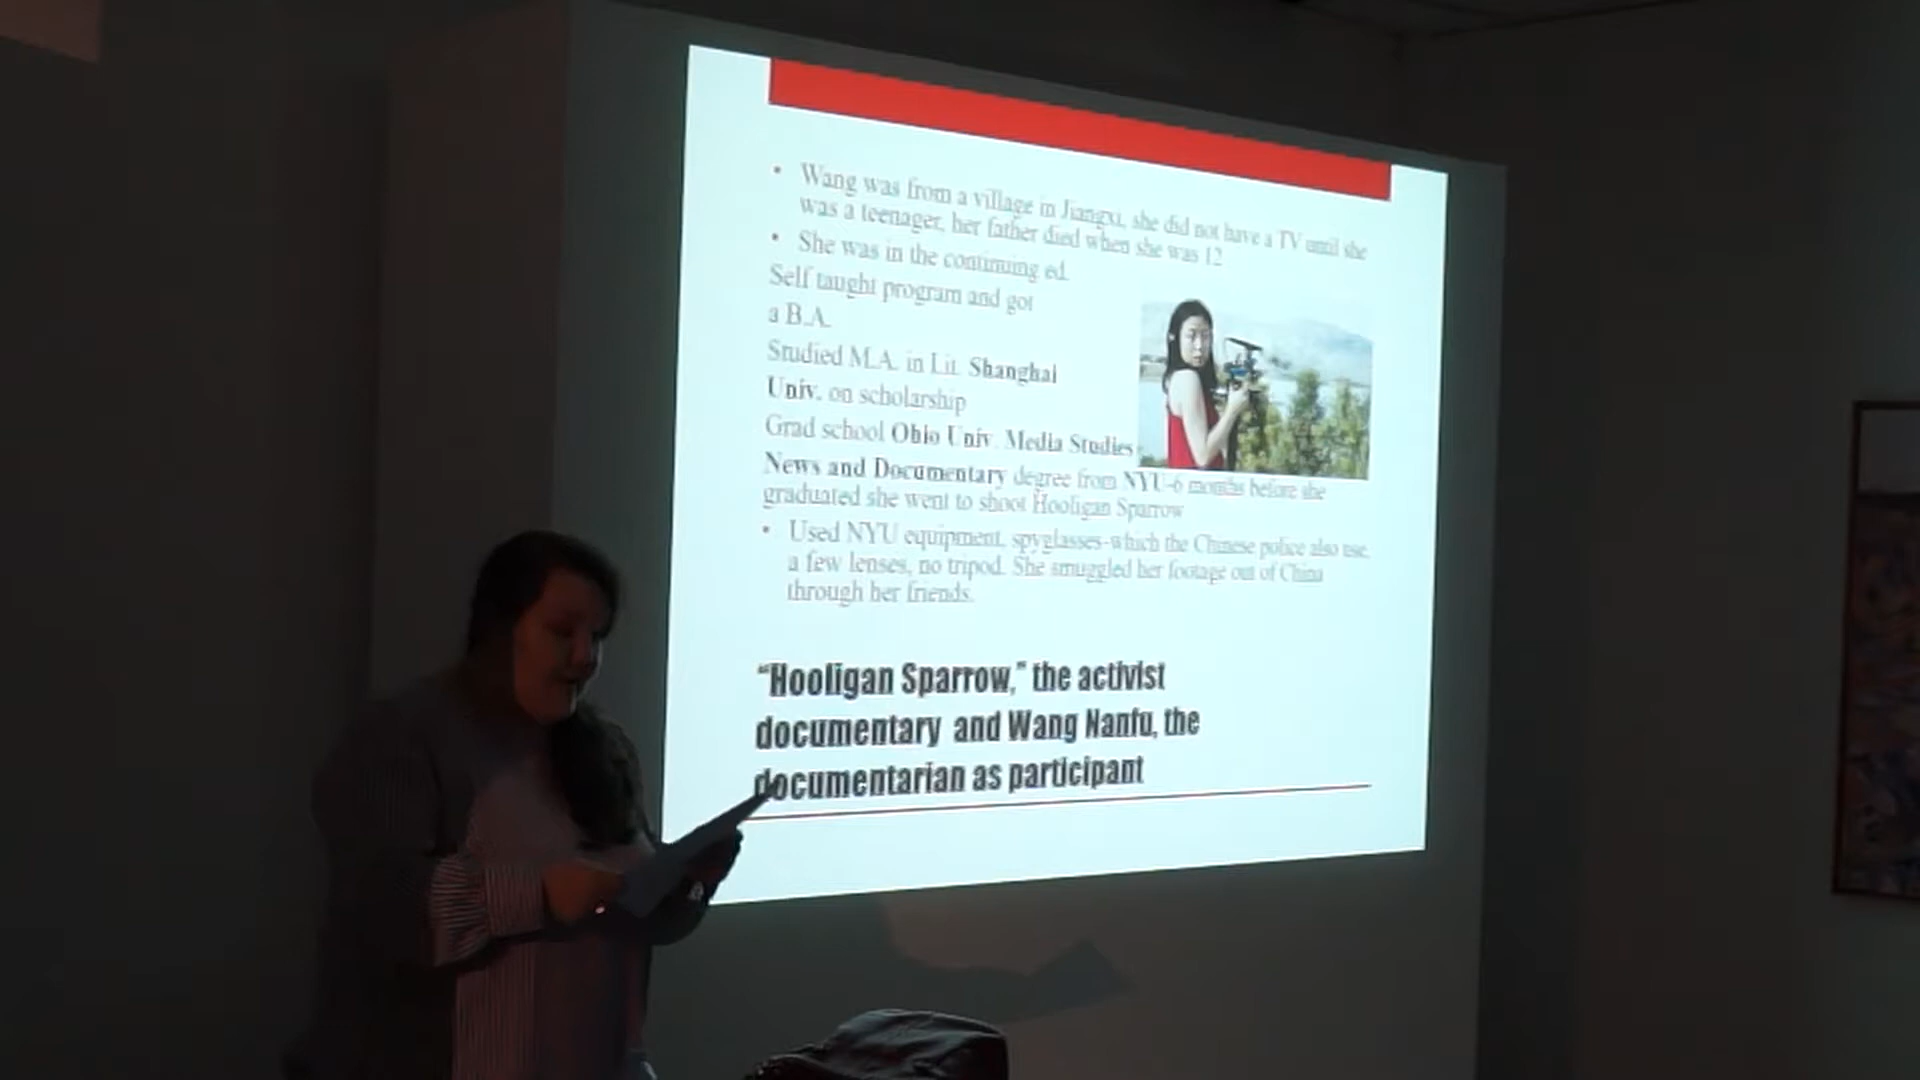 • Wang was from a village in Jiangxi, she did not have a TV until she
was a teenager, her father died when she was 12
• She was in the continuing ed.
Self taught program and got
a B.A.
Studied M.A. in Lit. Shanghai
Univ. on scholarship
Grad school Ohio Univ. Media Studies
News and Documentary degree from NYU-6 months before she
graduated she went to shoot Hooligan Sparrow
• Used NYU equipment, spyglasses-which the Chinese police also use,
a few lenses, no tripod. She smuggled her footage out of China
through her friends.
“Hooligan Sparrow,” the activist
documentary and Wang Nanfu, the
documentarian as participant